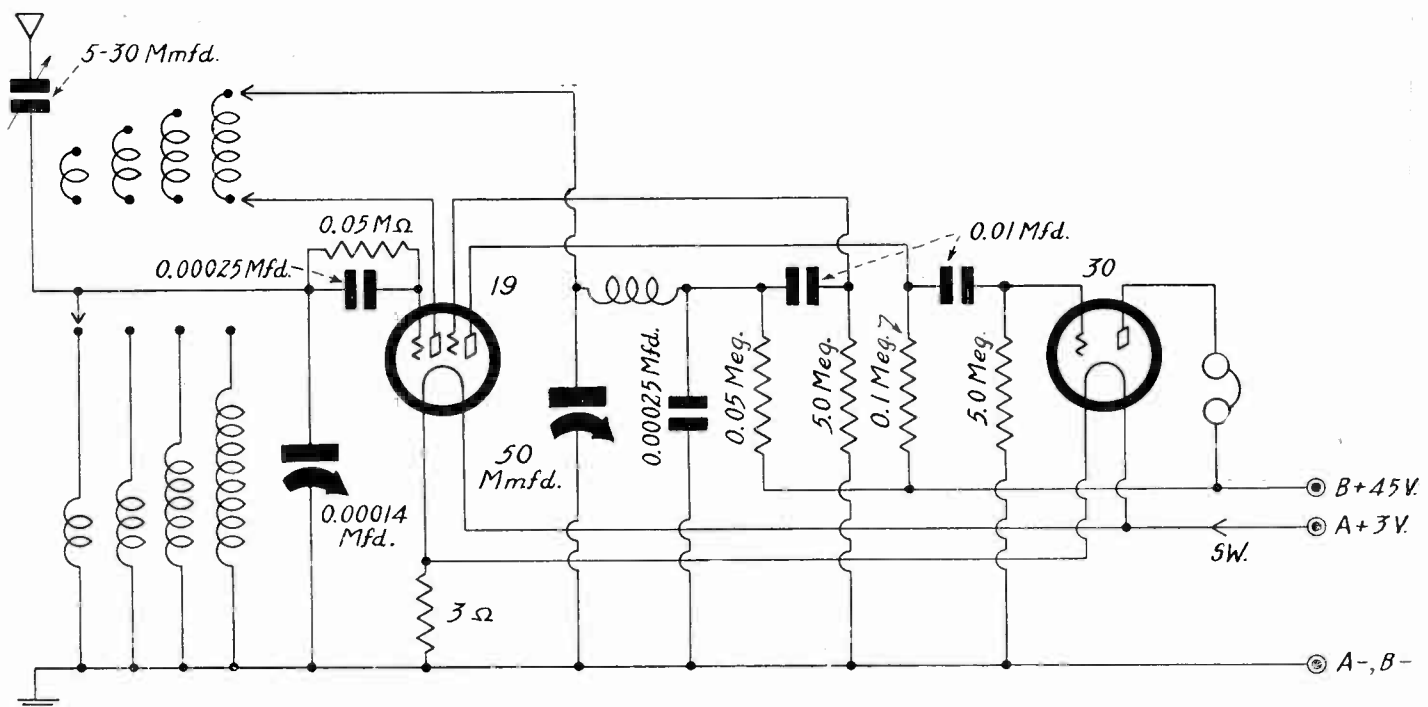 5-30 Mmfd.
0.05 MΩ
0.00025 Mfd.
19
0.01 Mfd.
30
0.00025 Mfd.
0.05 Meg.
5.0 Meg.
0.1 Meg.
5.0 Meg.
50
Mmfd.
0.00014
Mfd.
3 Ω
B+45V.
A+3V.
SW.
A-, B-